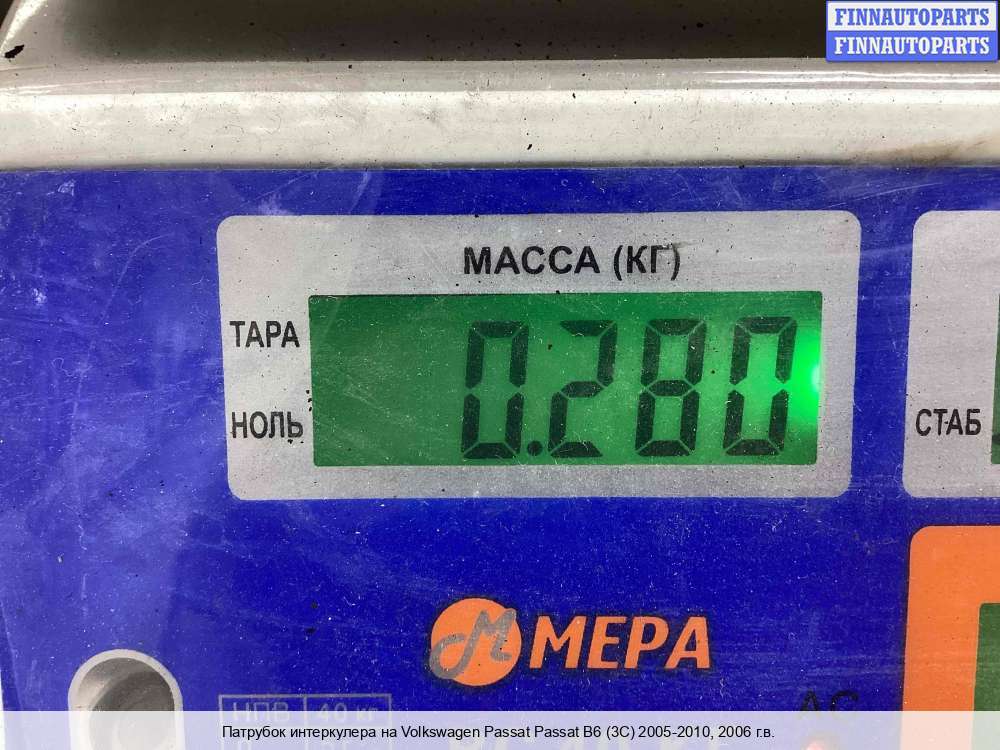 FINNAUTOPARTS
FINNAUTOPARTS
МАССА (КГ)
ТАРА
0.280
НОЛЬ
СТАБ
МЕРА
НПВ 40 кг
AC
Патрубок интеркулера на Volkswagen Passat Passat B6 (3C) 2005-2010, 2006 г.в.